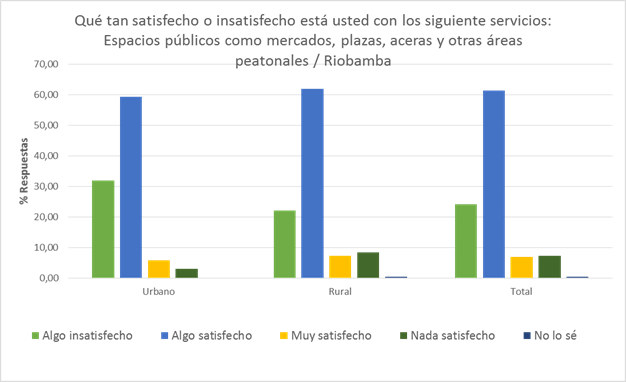 Qué tan satisfecho o insatisfecho está usted con los siguiente servicios:
Espacios públicos como mercados, plazas, aceras y otras áreas
peatonales / Riobamba
70,00
60,00
50,00
40,00
30,00
20,00
10,00
0,00
% Respuestas
Urbano Rural Total
Algo insatisfecho Algo satisfecho Muy satisfecho Nada satisfecho No lo sé